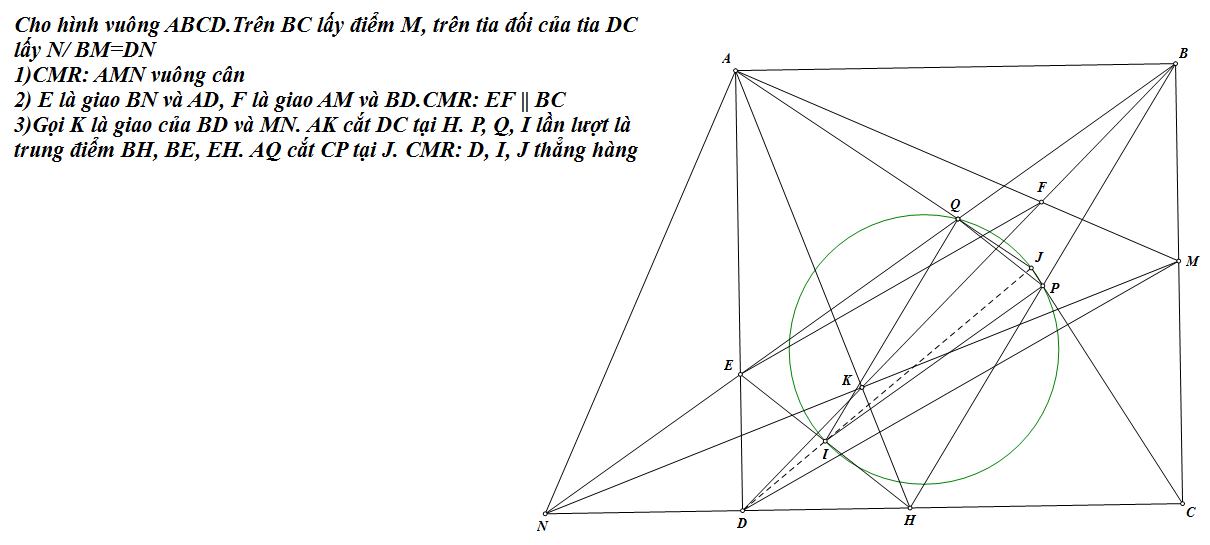 Cho hình vuông ABCD.Trên BC lấy điểm M, trên tia đối của tia DC
lấy N/ BM=DN
1)CMR: AMN vuông cân
2) E là giao BN và AD, F là giao AM và BD.CMR: EF || BC
3)Gọi K là giao của BD và MN. AK cắt DC tại H. P, Q, I lần lượt là
trung điểm BH, BE, EH. AQ cắt CP tại J. CMR: D, I, J thẳng hàng
A
B
F
Q
J
M
P
E
K
I
N
D
H
C